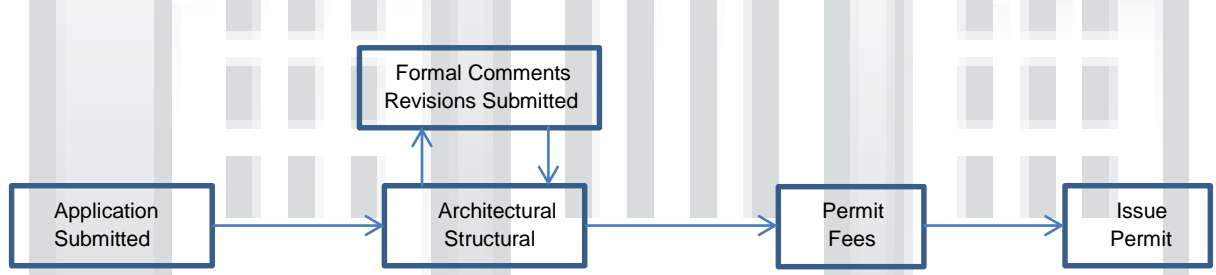 Formal Comments
Revisions Submitted
Application
Submitted
Architectural
Structural
Permit
Fees
Issue
Permit